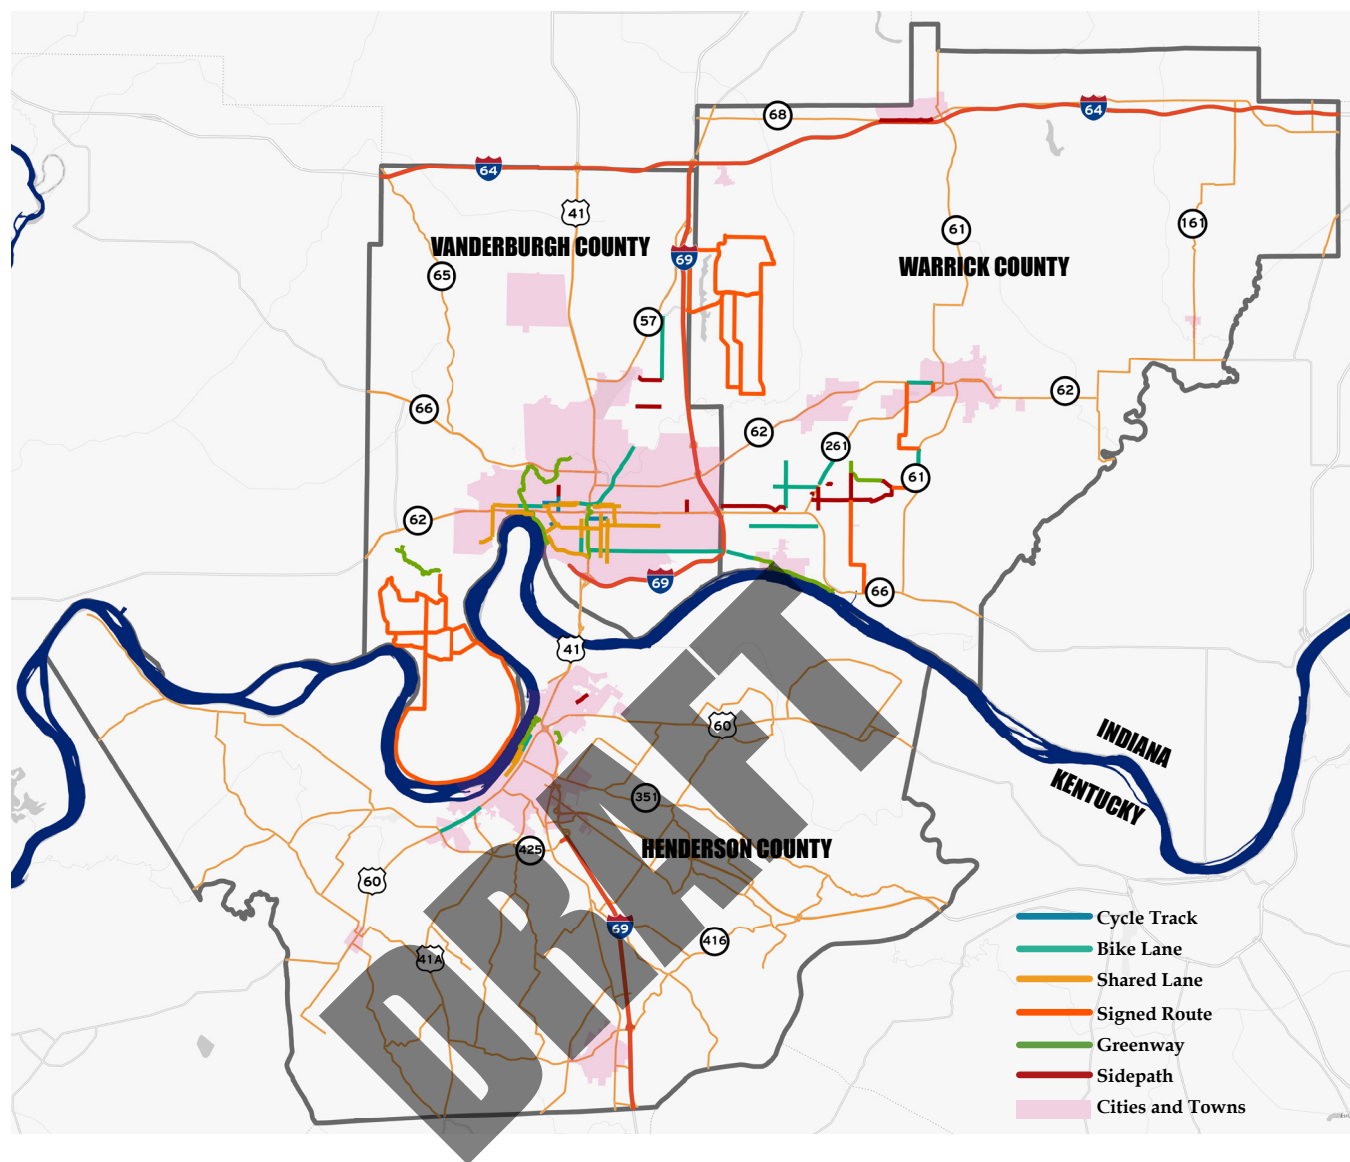 68
64
64
41
161
61
VANDERBURGH COUNTY
69
WARRICK COUNTY
65
57
62
66
62
261
61
62
69
66
41
60
INDIANA
KENTUCKY
351
HENDERSON COUNTY
425
60
69
416
41A
DRAFT
Cycle Track
Bike Lane
Shared Lane
Signed Route
Greenway
Sidepath
Cities and Towns